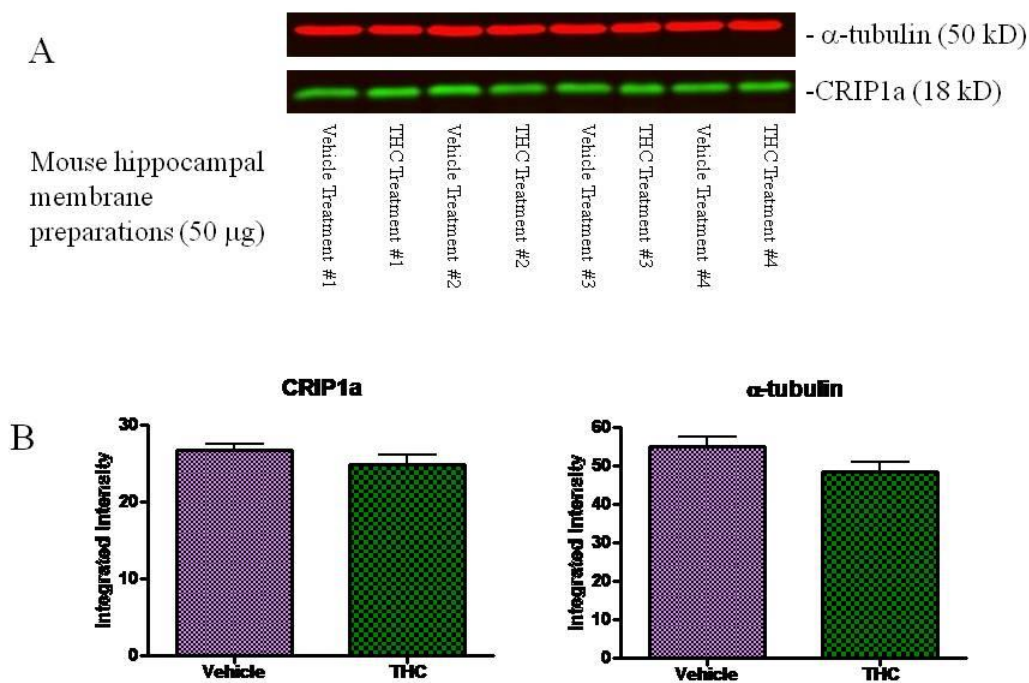 A
- α-tubulin (50 kD)
-CRIP1a (18 kD)
Mouse hippocampal
membrane
preparations (50 μg)
Vehicle Treatment #1
THC Treatment #1
Vehicle Treatment #2
THC Treatment #2
Vehicle Treatment #3
THC Treatment #3
Vehicle Treatment #4
THC Treatment #4
B
CRIP1a
Integrated Intensity
30
20
10
0
Vehicle
THC
α-tubulin
Integrated Intensity
60
50
40
30
20
10
0
Vehicle
THC